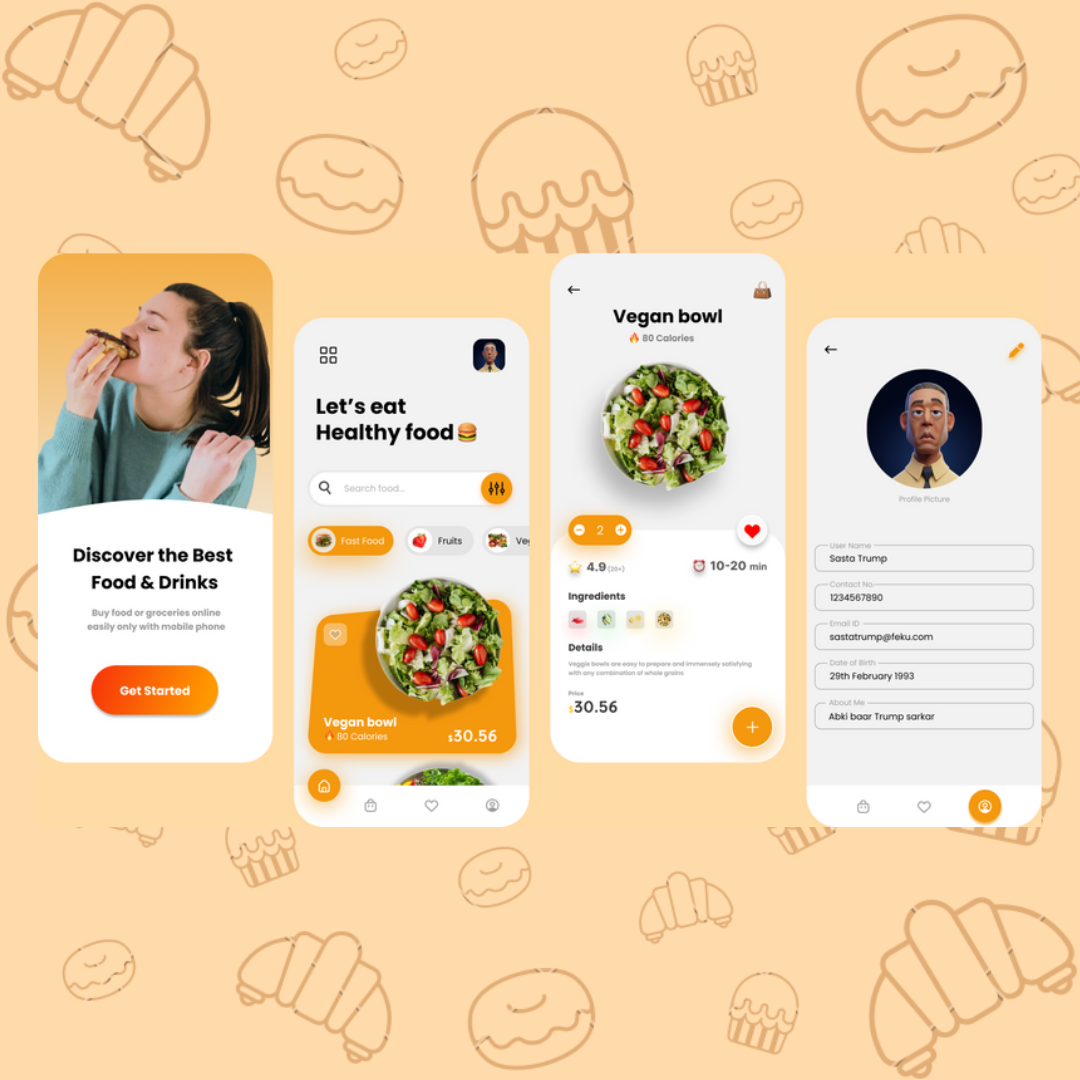 Discover the Best
Food & Drinks
Buy food or groceries online
easily only with mobile phone
Get Started
Let's eat
Healthy food
Search food...
Fast Food
Fruits
Veg
Vegan bowl
80 Calories
$30.56
Vegan bowl
80 Calories
2
4.9 (20+)
10-20 min
Ingredients
Details
Veggie bowls are easy to prepare and immensely satisfying
with any combination of whole grains
Price
$30.56
Profile Picture
User Name
Sasta Trump
Contact No.
1234567890
Email ID
sastatrump@feku.com
Date of Birth
29th February 1993
About Me
Abki baar Trump sarkar